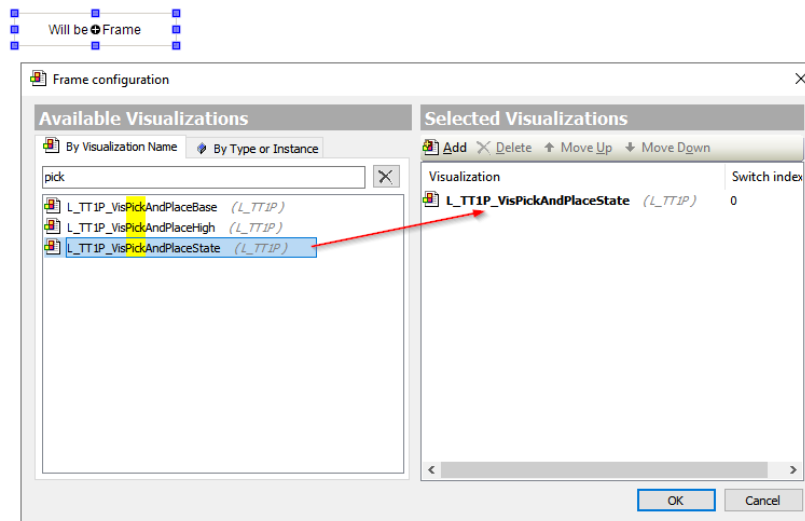 Will be Frame
Frame configuration
Available Visualizations
By Visualization Name
By Type or Instance
pick
L_TT1P_VisPickAndPlaceBase (L_TT1P)
L_TT1P_VisPickAndPlaceHigh (L_TT1P)
L_TT1P_VisPickAndPlaceState (L_TT1P)
Selected Visualizations
Add Delete Move Up Move Down
Visualization Switch index
L_TT1P_VisPickAndPlaceState (L_TT1P) 0
OK Cancel